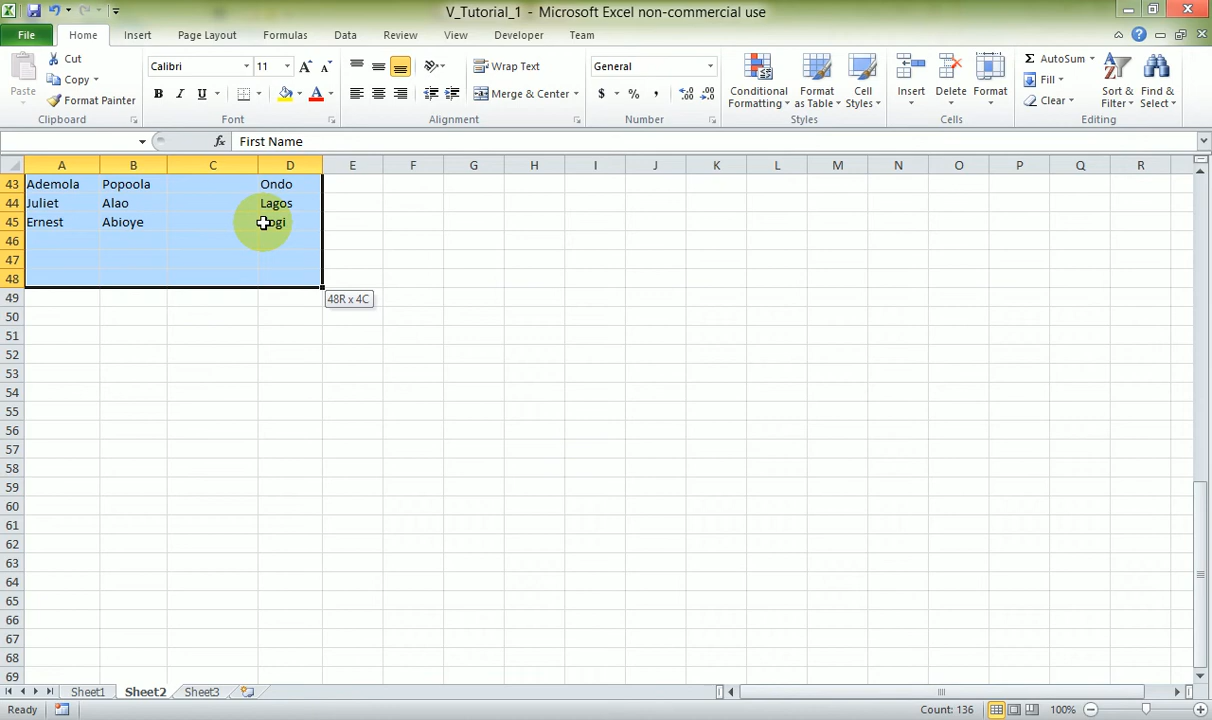 V_Tutorial_1 - Microsoft Excel non-commercial use
File Home Insert Page Layout Formulas Data Review View Developer Team
Paste
Cut
Copy
Format Painter
Clipboard
Calibri 11
B I U
Font
Wrap Text
Merge & Center
Alignment
General
$ % ,
Number
Conditional Formatting
Format as Table
Cell Styles
Styles
Insert Delete Format
Cells
Σ AutoSum
Fill
Clear
Sort & Filter
Find & Select
Editing
fx First Name
A B C D E F G H I J K L M N O P Q R
43 Ademola Popoola Ondo
44 Juliet Alao Lagos
45 Ernest Abioye
46
47
48
49 48R x 4C
50
51
52
53
54
55
56
57
58
59
60
61
62
63
64
65
66
67
68
69
Sheet1 Sheet2 Sheet3
Ready Count: 136 100%